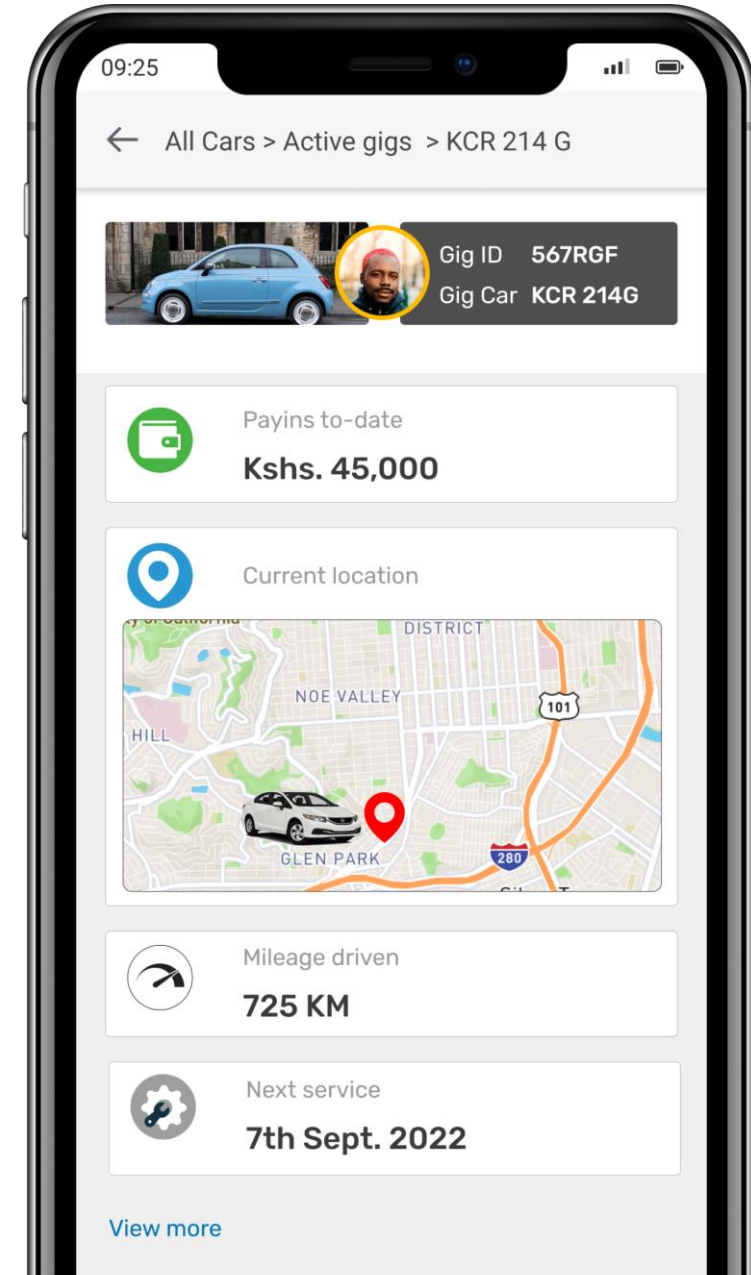 09:25
All Cars > Active gigs > KCR 214 G
Gig ID 567RGF
Gig Car KCR 214G
Payins to-date
Kshs. 45,000
Current location
DISTRICT
NOE VALLEY
101
HILL
GLEN PARK
280
Mileage driven
725 KM
Next service
7th Sept. 2022
View more